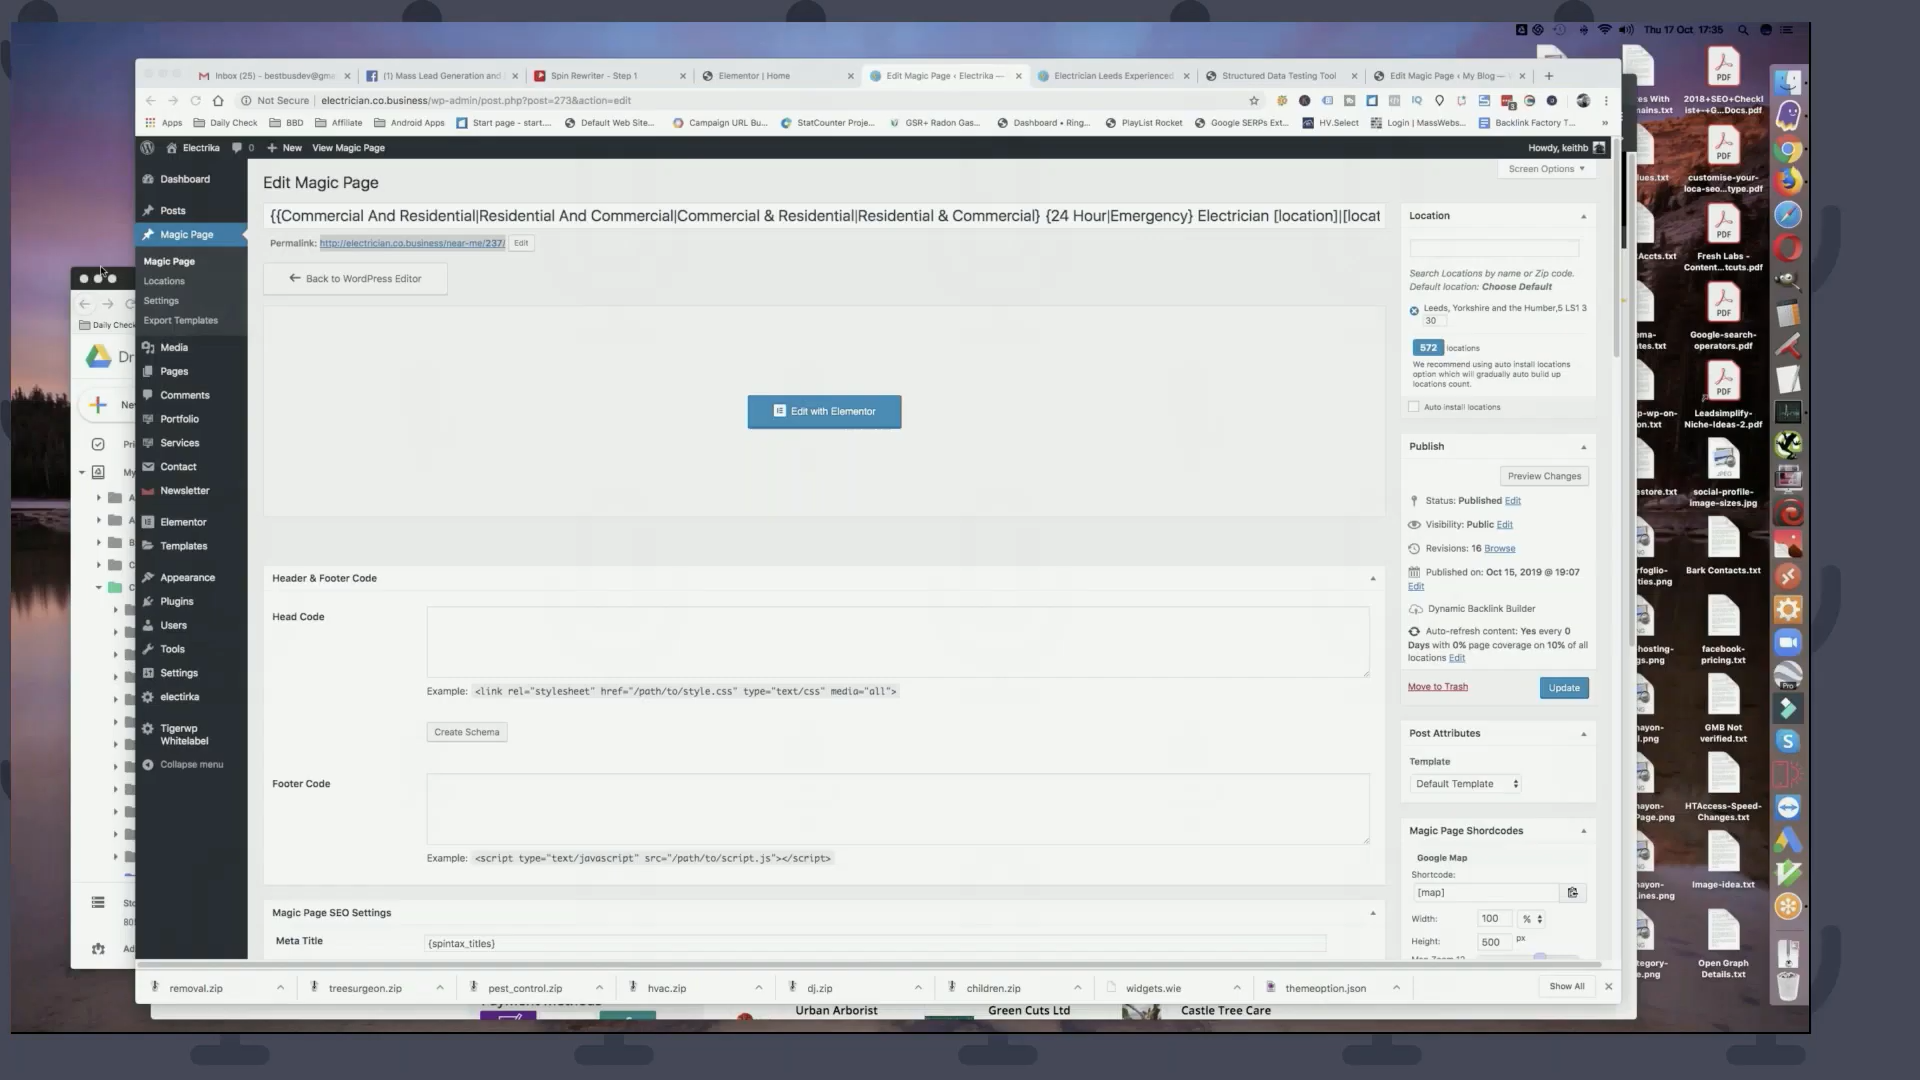 Thu 17 Oct 17:35
Inbox (25) - bestbusdev@gm
(1) Mass Lead Generation and
Spin Rewriter - Step 1
Elementor | Home
Edit Magic Page ‹ Electrika —
Electrician Leeds Experienced
Structured Data Testing Tool
Edit Magic Page ‹ My Blog —
Not Secure
electrician.co.business/wp-admin/post.php?post=273&action=edit
Apps
Daily Check
BBD
Affiliate
Android Apps
Start page - start....
Default Web Site...
Campaign URL Bu...
StatCounter Proje...
GSR+ Radon Gas...
Dashboard • Ring...
PlayList Rocket
Google SERPs Ext...
HV.Select
Login | MassWebs...
Backlink Factory T...
»
Electrika
0
New
View Magic Page
Howdy, keithb
Screen Options
Dashboard
Posts
Magic Page
Magic Page
Locations
Settings
Export Templates
Media
Pages
Comments
Portfolio
Services
Contact
Newsletter
Elementor
Templates
Appearance
Plugins
Users
Tools
Settings
electirka
Tigerwp
Whitelabel
Collapse menu
Edit Magic Page
{{Commercial And Residential|Residential And Commercial|Commercial & Residential|Residential & Commercial} {24 Hour|Emergency} Electrician [location]|[locat
Permalink: http://electrician.co.business/near-me/237/
Edit
← Back to WordPress Editor
Edit with Elementor
Header & Footer Code
Head Code
Example: <link rel="stylesheet" href="/path/to/style.css" type="text/css" media="all">
Create Schema
Footer Code
Example: <script type="text/javascript" src="/path/to/script.js"></script>
Magic Page SEO Settings
Meta Title
{spintax_titles}
Location
Search Locations by name or Zip code.
Default location: Choose Default
Leeds, Yorkshire and the Humber,5 LS1 3
30
572 locations
We recommend using auto install locations
option which will gradually auto build up
locations count.
Auto install locations
Publish
Preview Changes
Status: Published Edit
Visibility: Public Edit
Revisions: 16 Browse
Published on: Oct 15, 2019 @ 19:07
Edit
Dynamic Backlink Builder
Auto-refresh content: Yes every 0
Days with 0% page coverage on 10% of all
locations Edit
Move to Trash
Update
Post Attributes
Template
Default Template
Magic Page Shordcodes
Google Map
Shortcode:
[map]
Width:
100
%
Height:
500
px
removal.zip
treesurgeon.zip
pest_control.zip
hvac.zip
dj.zip
children.zip
widgets.wie
themeoption.json
Show All
Urban Arborist
Green Cuts Ltd
Castle Tree Care
Daily Check
Dr
Ne
Pri
My
Sto
Ad
PDF
2018+SEO+Checkl
ist+-+G...Docs.pdf
PDF
customise-your-
loca-seo...type.pdf
PDF
Fresh Labs -
Content...tcuts.pdf
PDF
Google-search-
operators.pdf
PDF
Leadsimplify-
Niche-Ideas-2.pdf
JPEG
social-profile-
image-sizes.jpg
Bark Contacts.txt
facebook-
pricing.txt
GMB Not
verified.txt
HTAccess-Speed-
Changes.txt
Image-idea.txt
Open Graph
Details.txt